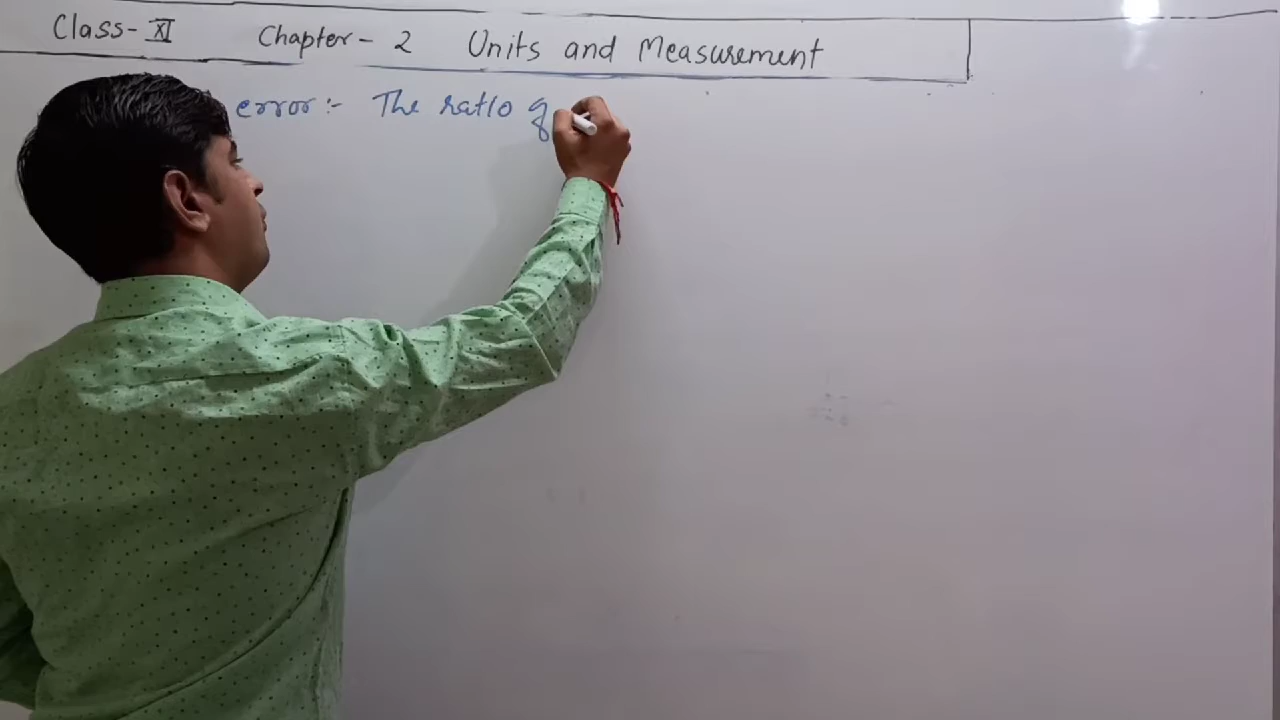 Class-XI Chapter-2 Units and Measurement
error:- The ratio of